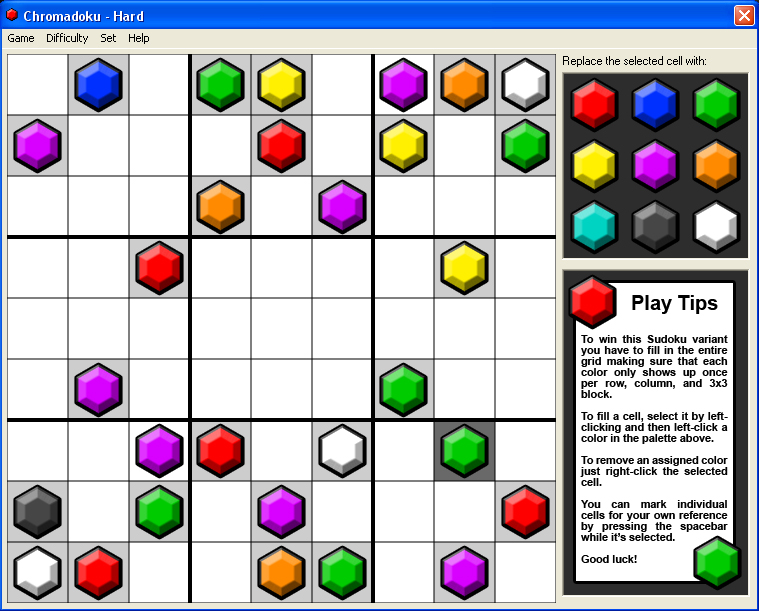 Chromadoku - Hard
Game Difficulty Set Help
Replace the selected cell with:
Play Tips
To win this Sudoku variant
you have to fill in the entire
grid making sure that each
color only shows up once
per row, column, and 3x3
block.
To fill a cell, select it by left-
clicking and then left-click a
color in the palette above.
To remove an assigned color
just right-click the selected
cell.
You can mark individual
cells for your own reference
by pressing the spacebar
while it's selected.
Good luck!